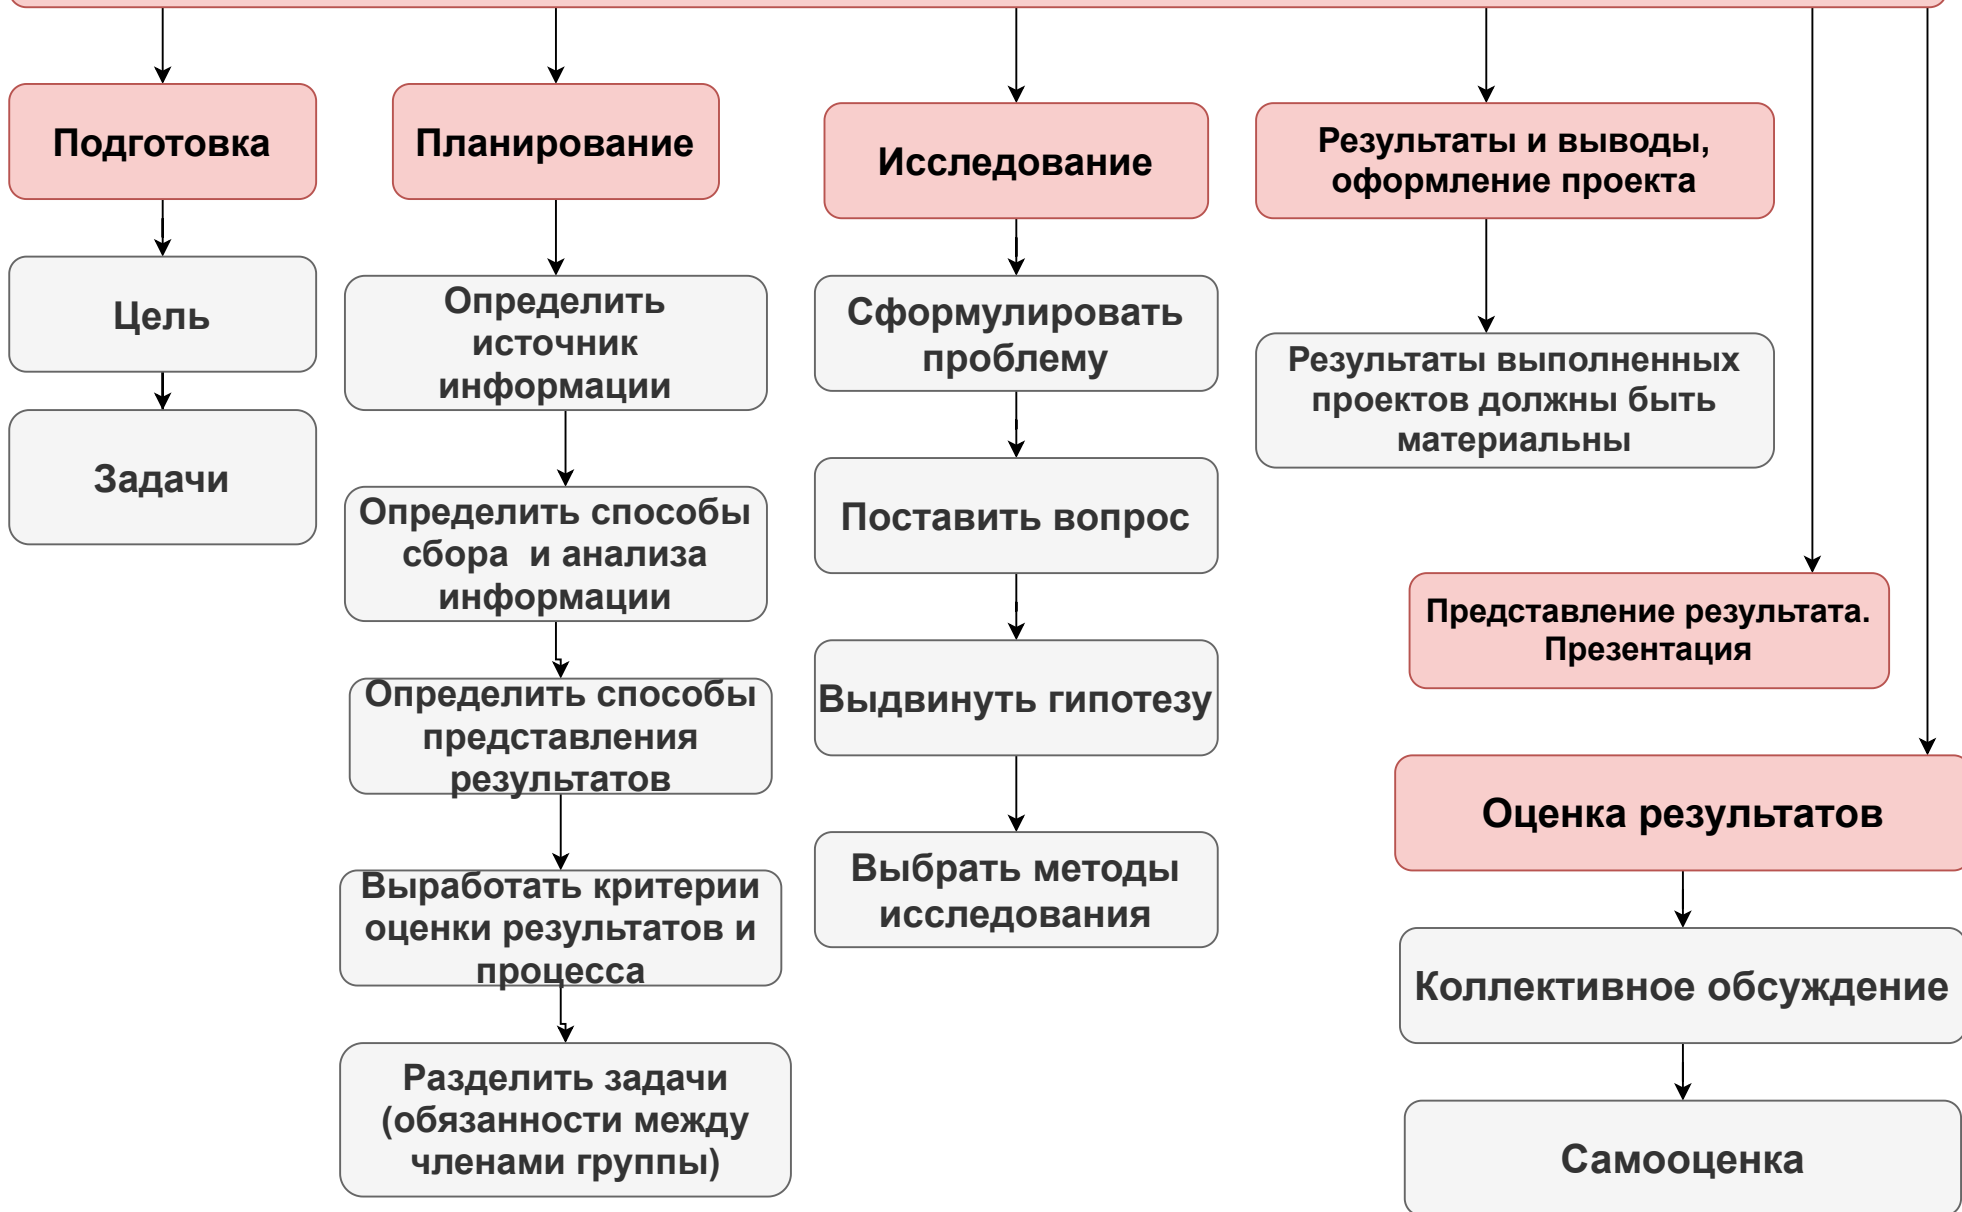 Подготовка
Цель
Задачи
Планирование
Определить
источник
информации
Определить способы
сбора  и анализа
информации
Определить способы
представления
результатов
Выработать критерии
оценки результатов и
процесса
Разделить задачи
(обязанности между
членами группы)
Исследование
Сформулировать
проблему
Поставить вопрос
Выдвинуть гипотезу
Выбрать методы
исследования
Результаты и выводы,
оформление проекта
Результаты выполненных
проектов должны быть
материальны
Представление результата.
Презентация
Оценка результатов
Коллективное обсуждение
Самооценка